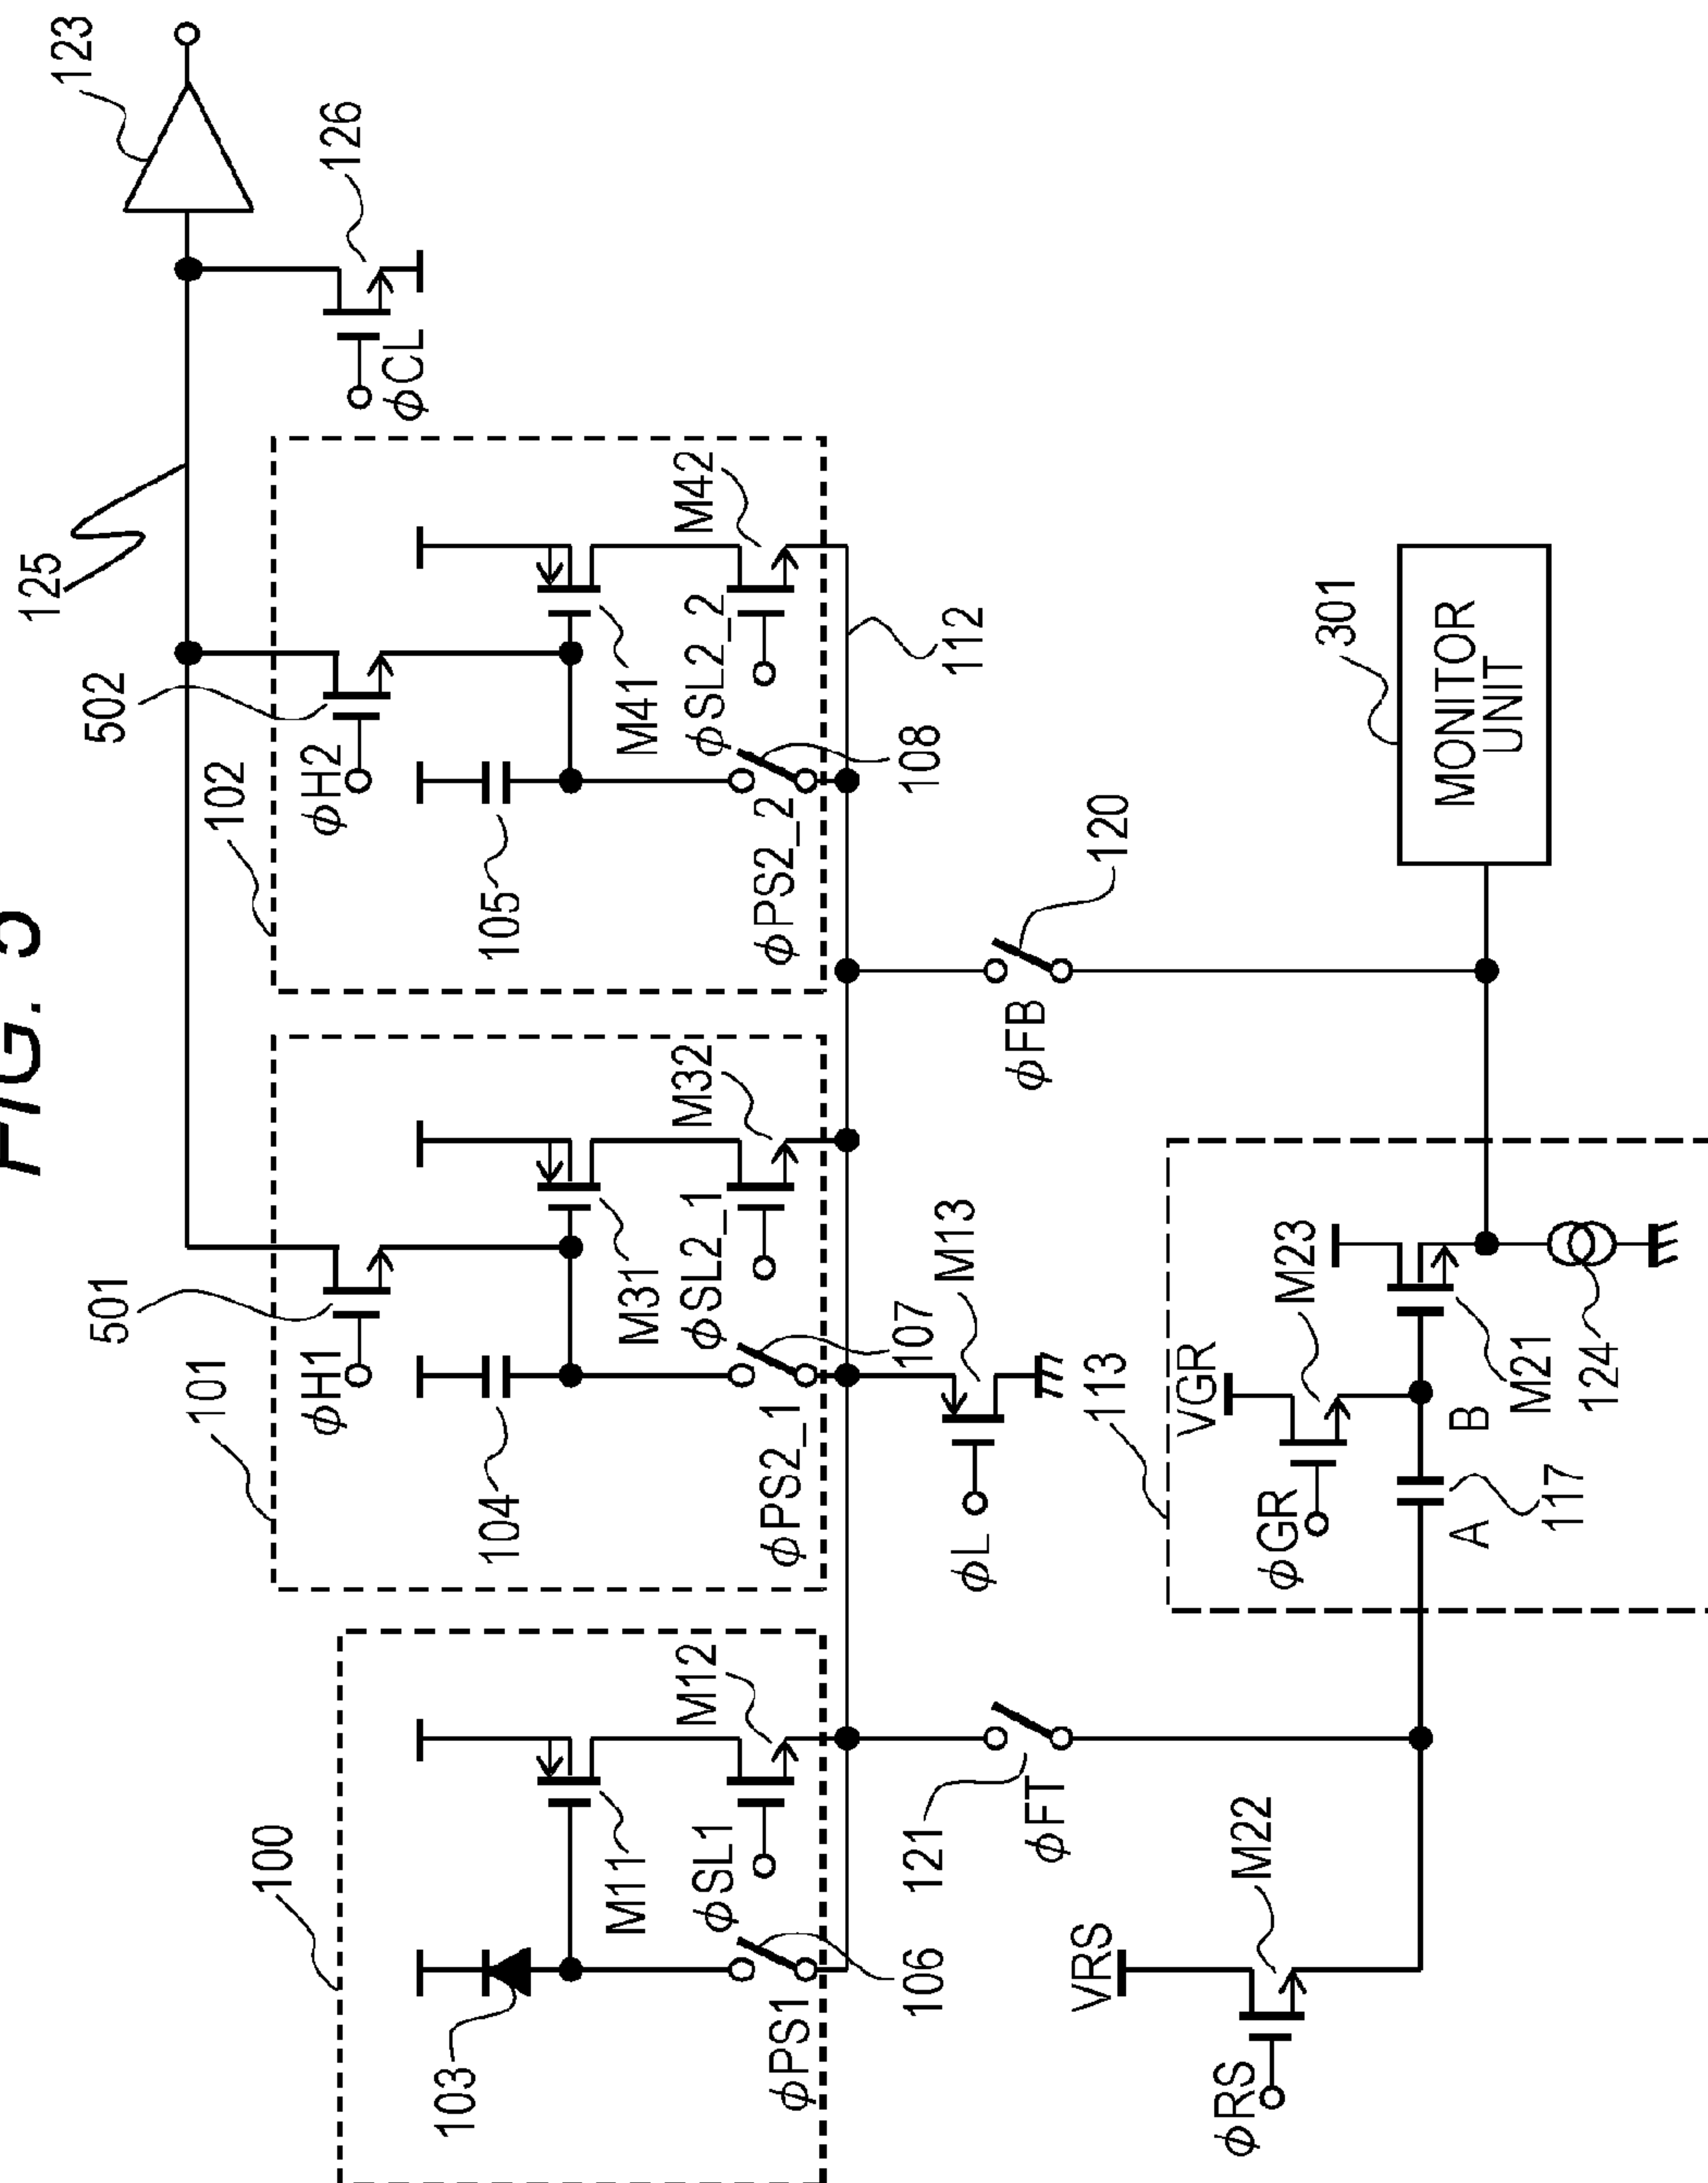 FIG. 5
125
123
502
501
126
102
101
φH2
φH1
100
φCL
103
104
105
M11
M31
M41
M12
M32
M42
φSL1
φSL2_1
φSL2_2
φPS1
φPS2_1
φPS2_2
106
121
107
108
112
φL
M13
φFT
φFB
120
VRS
113
VGR
φRS
M22
φGR
M23
301
A
B
117
M21
124
MONITOR
UNIT